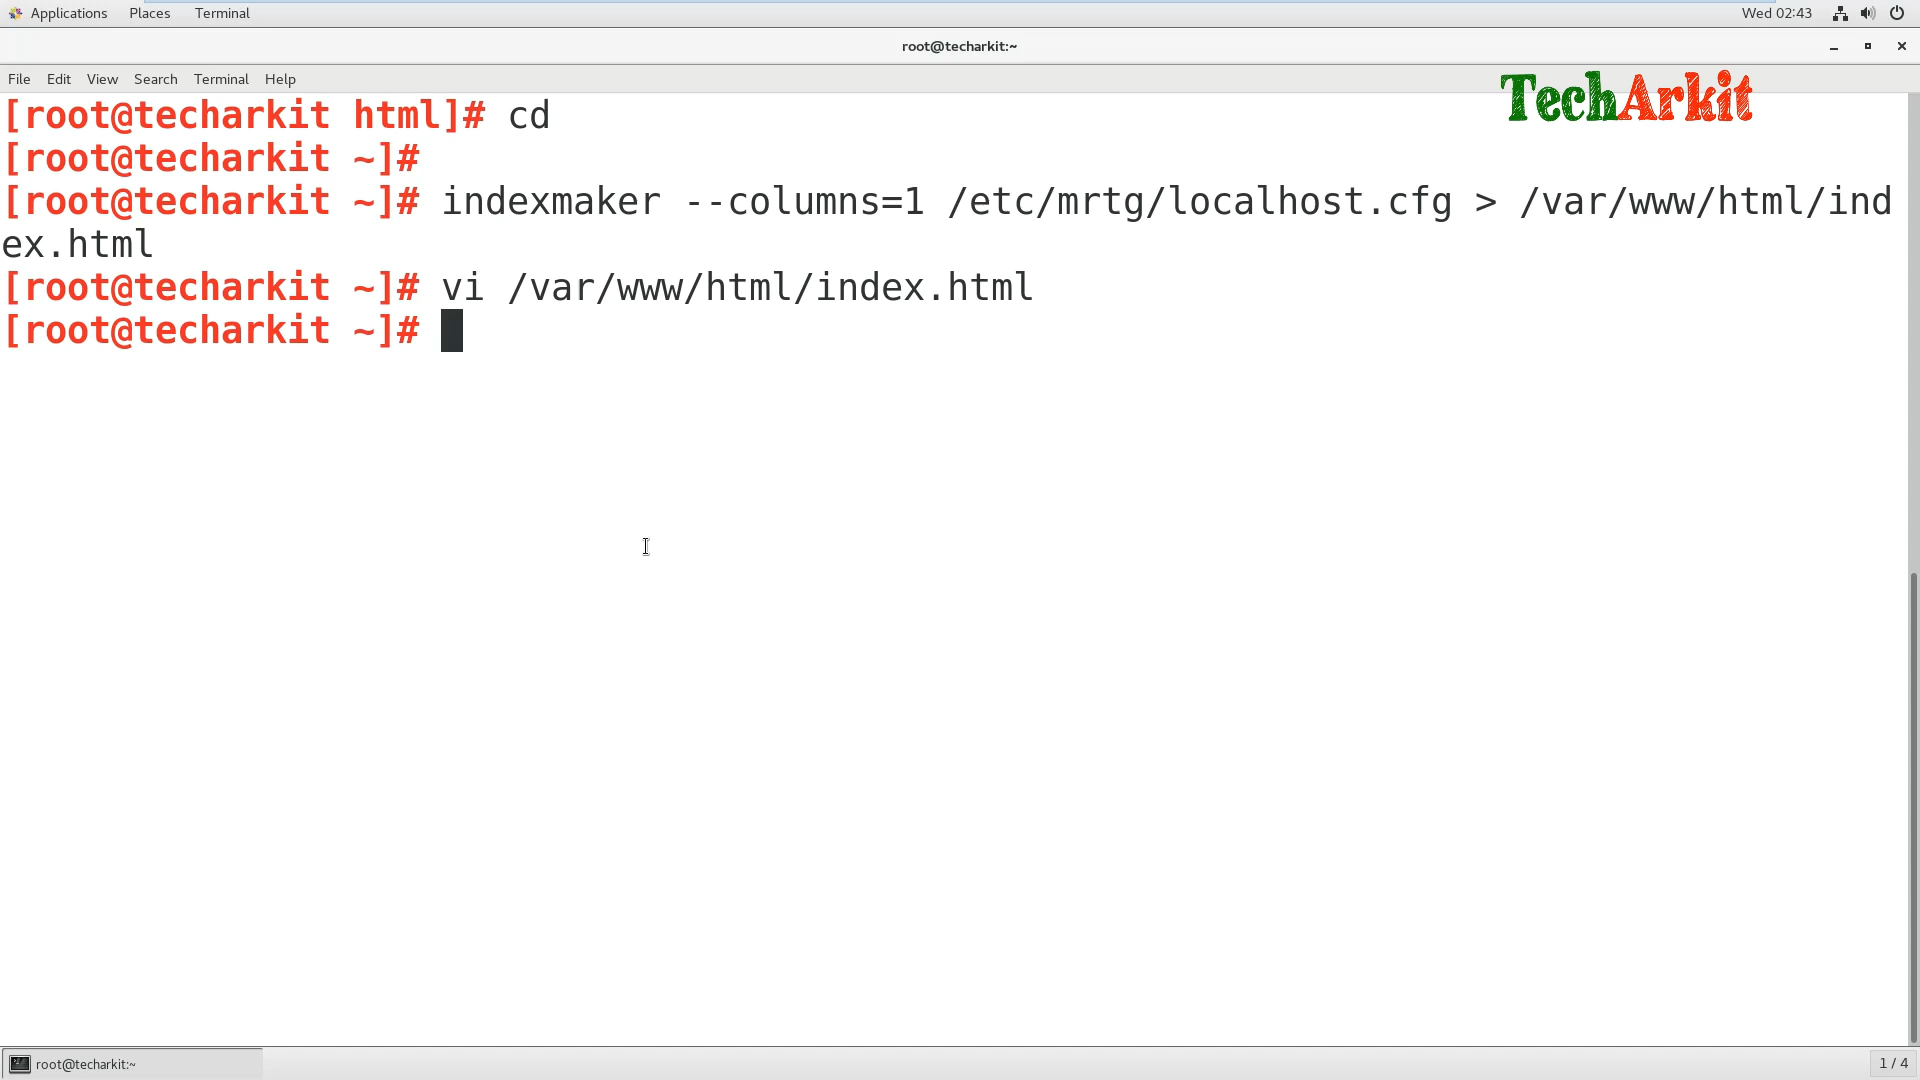 Applications Places Terminal Wed 02:43
root@techarkit:~
File Edit View Search Terminal Help
TechArkit
[root@techarkit html]# cd
[root@techarkit ~]#
[root@techarkit ~]# indexmaker --columns=1 /etc/mrtg/localhost.cfg > /var/www/html/ind
ex.html
[root@techarkit ~]# vi /var/www/html/index.html
[root@techarkit ~]#
root@techarkit:~ 1 / 4